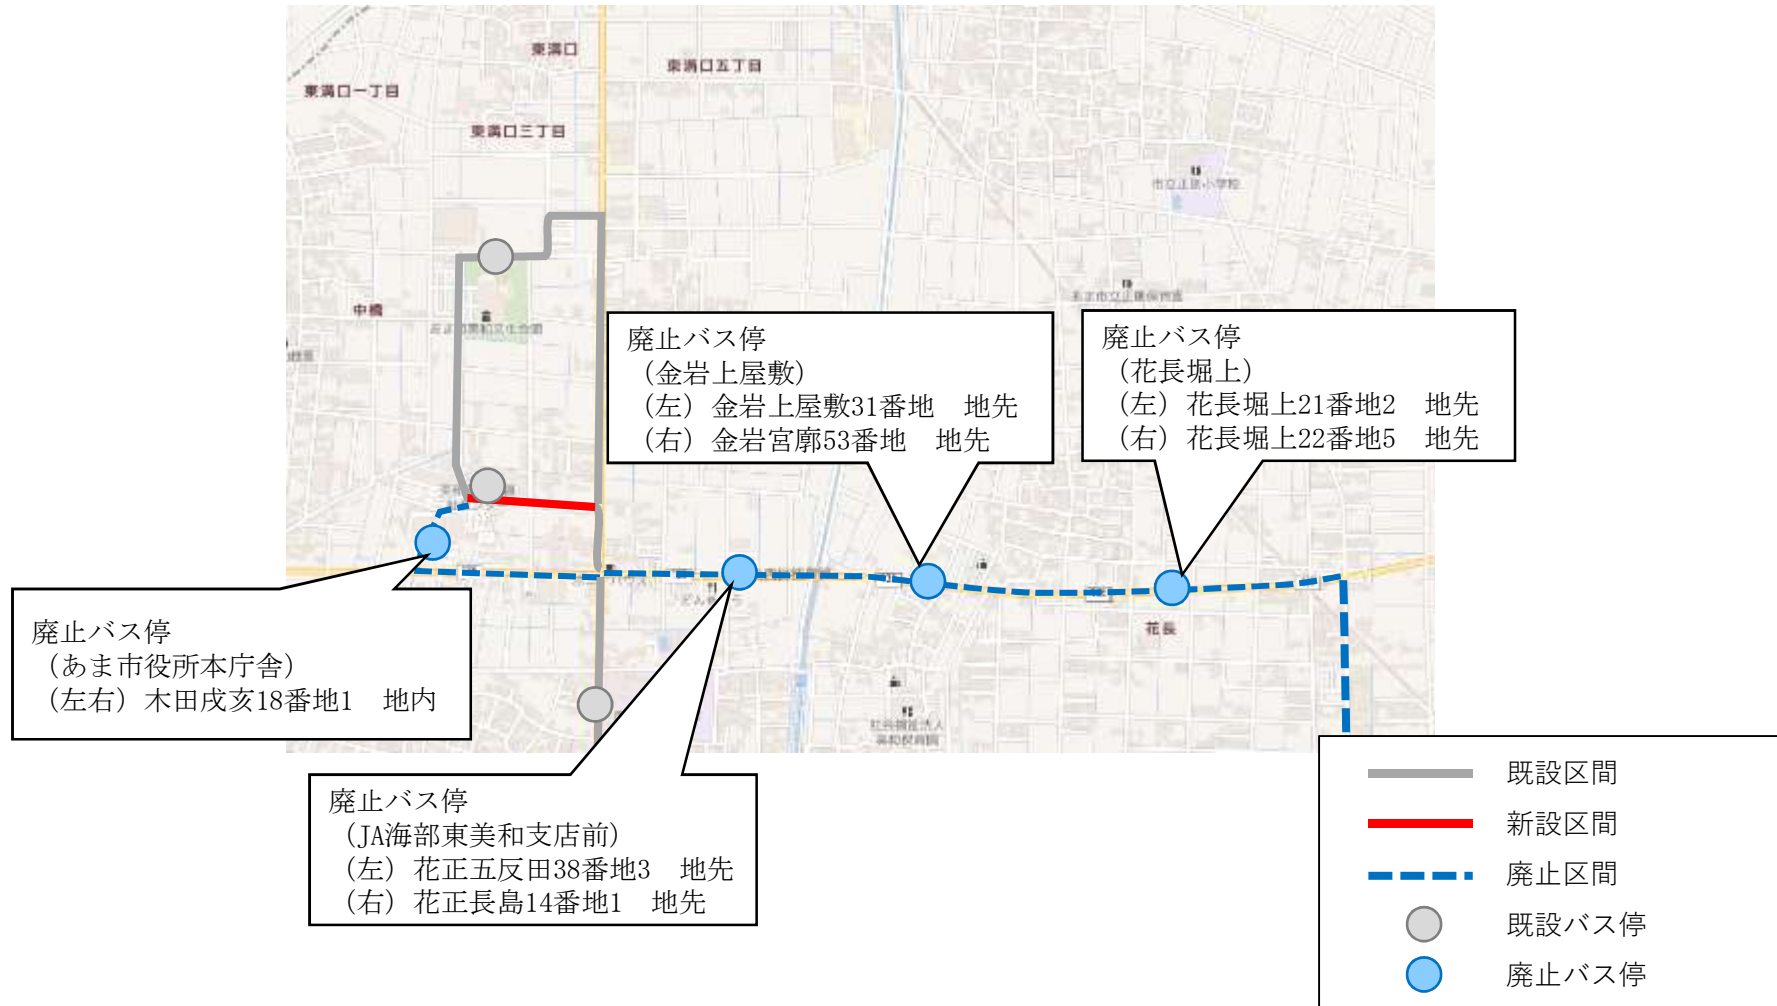 東溝口
東溝口五丁目
東溝口一丁目
東溝口三丁目
中橋
廃止バス停
（金岩上屋敷）
（左）金岩上屋敷31番地　地先
（右）金岩宮廓53番地　地先
廃止バス停
（花長堀上）
（左）花長堀上21番地2　地先
（右）花長堀上22番地5　地先
花長
廃止バス停
（あま市役所本庁舎）
（左右）木田戌亥18番地1　地内
廃止バス停
（JA海部東美和支店前）
（左）花正五反田38番地3　地先
（右）花正長島14番地1　地先
既設区間
新設区間
廃止区間
既設バス停
廃止バス停